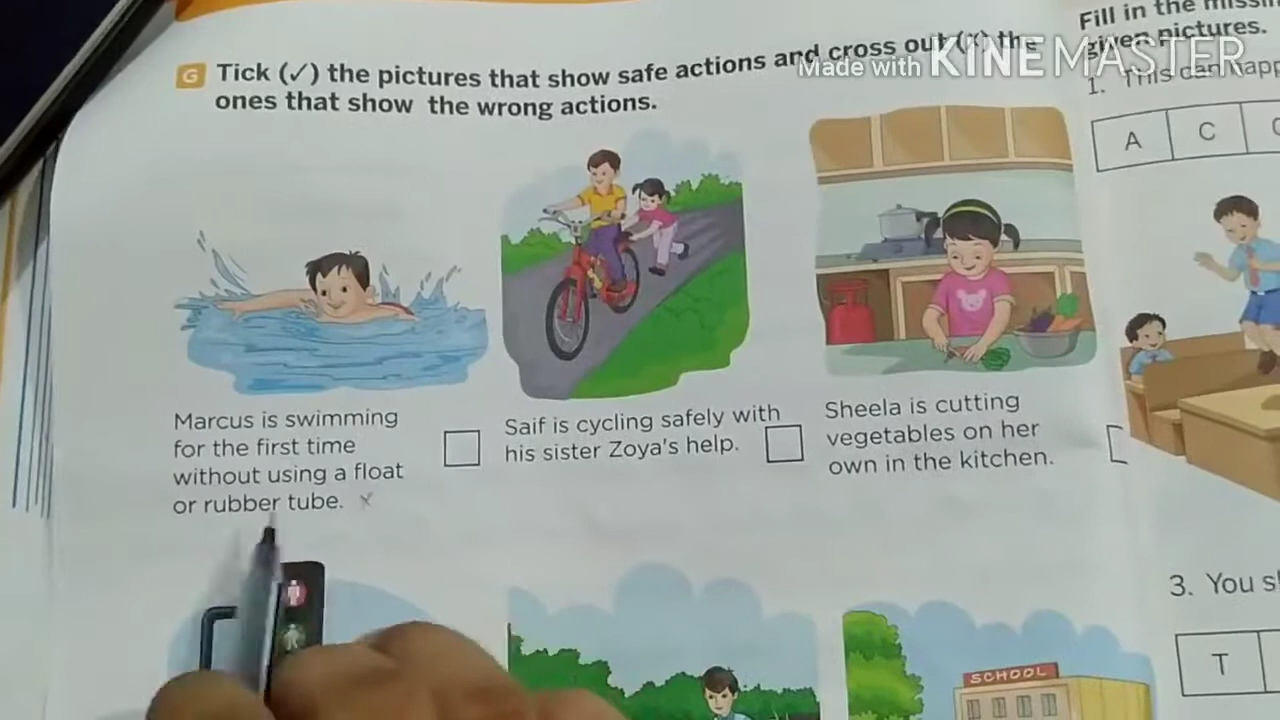 Made with KINEMASTER
G Tick (✓) the pictures that show safe actions and cross out (×) the
ones that show the wrong actions.
Marcus is swimming
for the first time
without using a float
or rubber tube. ×
Saif is cycling safely with
his sister Zoya's help.
Sheela is cutting
vegetables on her
own in the kitchen.
SCHOOL
Fill in the
given pictures.
1. This can
A C
3. You
T